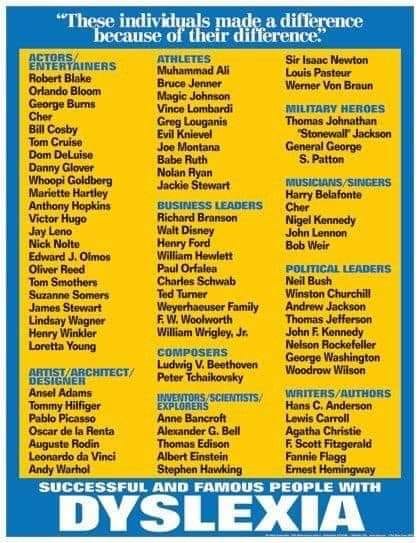 "These individuals made a difference
because of their difference."
ACTORS/
ENTERTAINERS
Robert Blake
Orlando Bloom
George Burns
Cher
Bill Cosby
Tom Cruise
Dom DeLuise
Danny Glover
Whoopi Goldberg
Mariette Hartley
Anthony Hopkins
Victor Hugo
Jay Leno
Nick Nolte
Edward J. Olmos
Oliver Reed
Tom Smothers
Suzanne Somers
James Stewart
Lindsay Wagner
Henry Winkler
Loretta Young
ARTIST/ARCHITECT/
DESIGNER
Ansel Adams
Tommy Hilfiger
Pablo Picasso
Oscar de la Renta
Auguste Rodin
Leonardo da Vinci
Andy Warhol
ATHLETES
Muhammad Ali
Bruce Jenner
Magic Johnson
Vince Lombardi
Greg Louganis
Evil Knievel
Joe Montana
Babe Ruth
Nolan Ryan
Jackie Stewart
BUSINESS LEADERS
Richard Branson
Walt Disney
Henry Ford
William Hewlett
Paul Orfalea
Charles Schwab
Ted Turner
Weyerhaeuser Family
F. W. Woolworth
William Wrigley, Jr.
COMPOSERS
Ludwig V. Beethoven
Peter Tchaikovsky
INVENTORS/SCIENTISTS/
EXPLORERS
Anne Bancroft
Alexander G. Bell
Thomas Edison
Albert Einstein
Stephen Hawking
Sir Isaac Newton
Louis Pasteur
Werner Von Braun
MILITARY HEROES
Thomas Johnathan
"Stonewall" Jackson
General George
S. Patton
MUSICIANS/SINGERS
Harry Belafonte
Cher
Nigel Kennedy
John Lennon
Bob Weir
POLITICAL LEADERS
Neil Bush
Winston Churchill
Andrew Jackson
Thomas Jefferson
John F. Kennedy
Nelson Rockefeller
George Washington
Woodrow Wilson
WRITERS/AUTHORS
Hans C. Anderson
Lewis Carroll
Agatha Christie
F. Scott Fitzgerald
Fannie Flagg
Ernest Hemingway
SUCCESSFUL AND FAMOUS PEOPLE WITH
DYSLEXIA